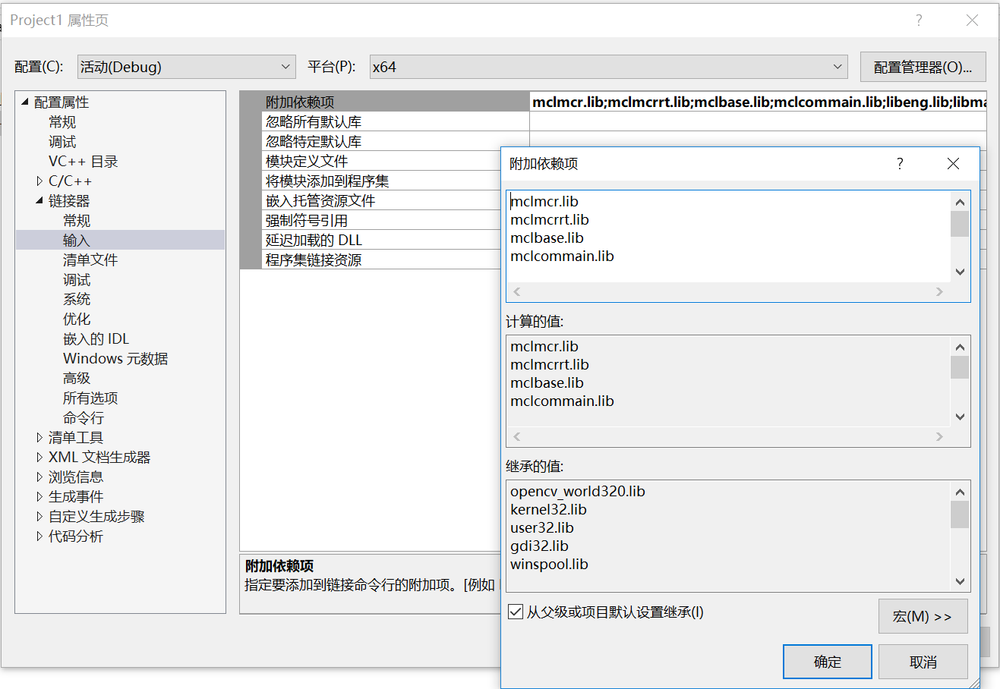 Project1 属性页
配置(C): 活动(Debug) 平台(P): x64 配置管理器(O)...
配置属性
常规
调试
VC++ 目录
C/C++
链接器
常规
输入
清单文件
调试
系统
优化
嵌入的 IDL
Windows 元数据
高级
所有选项
命令行
清单工具
XML 文档生成器
浏览信息
生成事件
自定义生成步骤
代码分析
附加依赖项 mclmcr.lib;mclmcrrt.lib;mclbase.lib;mclcommain.lib;libeng.lib;libma
忽略所有默认库
忽略特定默认库
模块定义文件
将模块添加到程序集
嵌入托管资源文件
强制符号引用
延迟加载的 DLL
程序集链接资源
附加依赖项
指定要添加到链接命令行的附加项。[例如
附加依赖项
mclmcr.lib
mclmcrrt.lib
mclbase.lib
mclcommain.lib
计算的值:
mclmcr.lib
mclmcrrt.lib
mclbase.lib
mclcommain.lib
继承的值:
opencv_world320.lib
kernel32.lib
user32.lib
gdi32.lib
winspool.lib
从父级或项目默认设置继承(I)
宏(M) >>
确定 取消